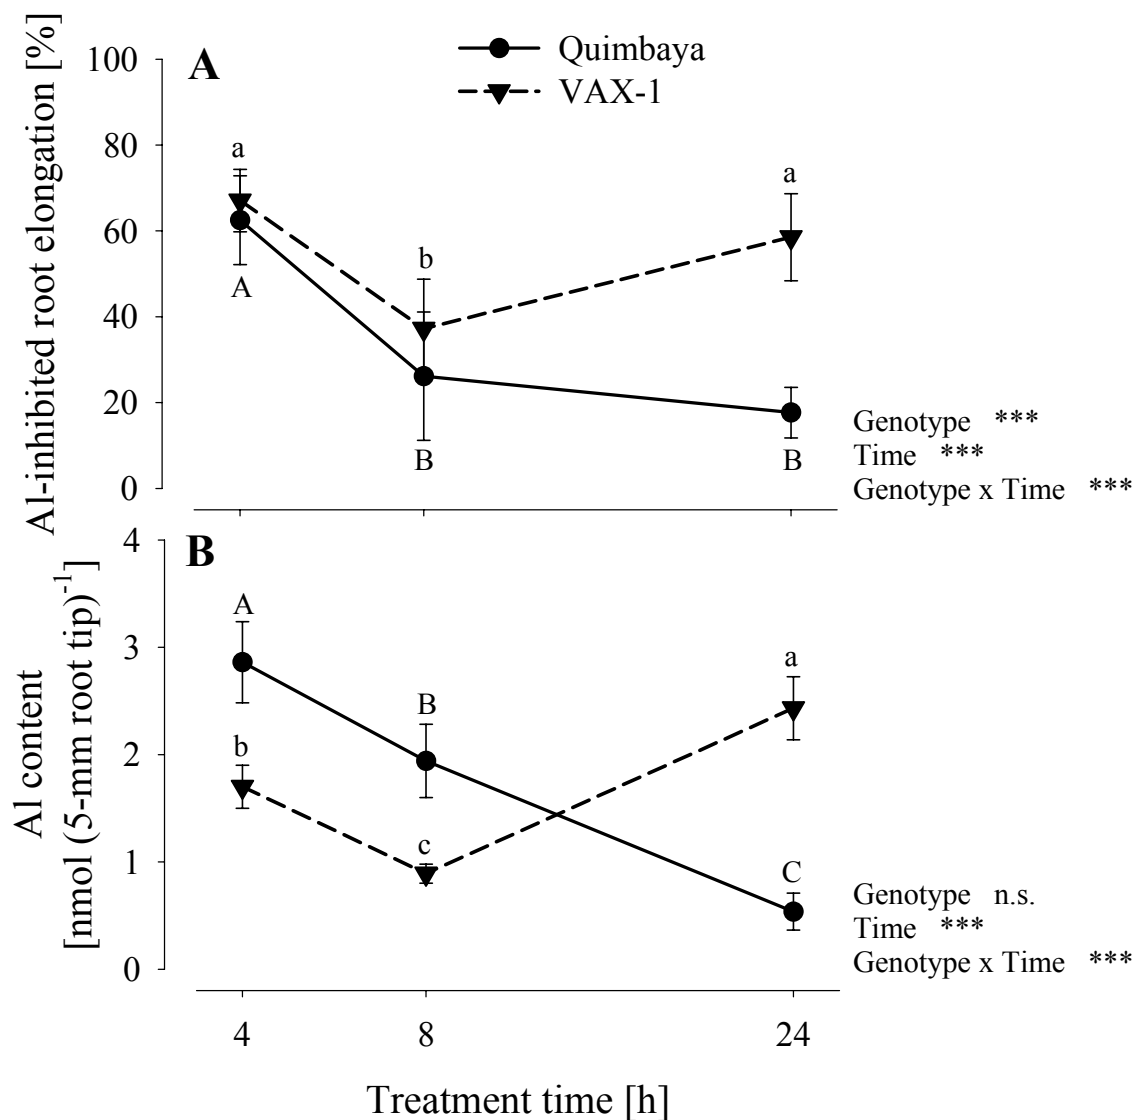 Quimbaya
VAX-1
A
Al-inhibited root elongation [%]
100
80
60
40
20
0
a
b
a
A
B
B
Genotype ***
Time ***
Genotype x Time ***
B
Al content
[nmol (5-mm root tip)-1]
4
3
2
1
0
A
B
C
b
c
a
Genotype n.s.
Time ***
Genotype x Time ***
4 8 24
Treatment time [h]